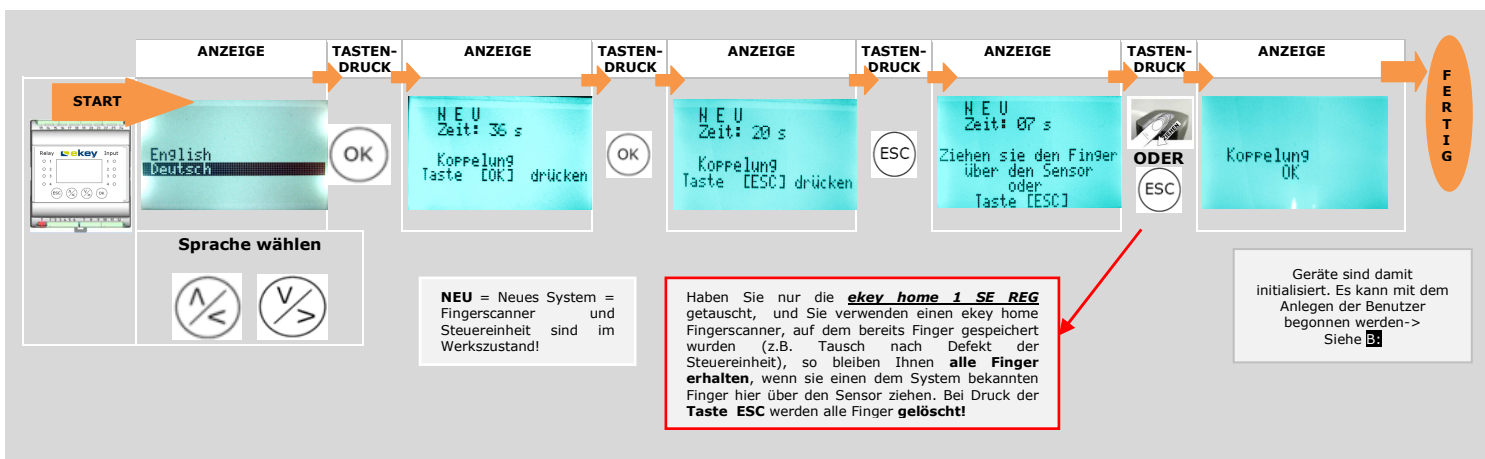 ANZEIGE
TASTEN-
DRUCK
ANZEIGE
TASTEN-
DRUCK
ANZEIGE
TASTEN-
DRUCK
ANZEIGE
TASTEN-
DRUCK
ANZEIGE
F
E
R
T
I
G
START
Relay
ekey
Input
ESC
OK
English
Deutsch
OK
N E U
Zeit: 36 s
Koppelung
Taste [OK] drücken
OK
N E U
Zeit: 20 s
Koppelung
Taste [ESC] drücken
ESC
N E U
Zeit: 07 s
Ziehen sie den Finger
über den Sensor
oder
Taste [ESC]
ODER
ESC
Koppelung
OK
Sprache wählen
NEU = Neues System =
Fingerscanner und
Steuereinheit sind im
Werkszustand!
Haben Sie nur die ekey home 1 SE REG
getauscht, und Sie verwenden einen ekey home
Fingerscanner, auf dem bereits Finger gespeichert
wurden (z.B. Tausch nach Defekt der
Steuereinheit), so bleiben Ihnen alle Finger
erhalten, wenn sie einen dem System bekannten
Finger hier über den Sensor ziehen. Bei Druck der
Taste ESC werden alle Finger gelöscht!
Geräte sind damit
initialisiert. Es kann mit dem
Anlegen der Benutzer
begonnen werden->
Siehe B: